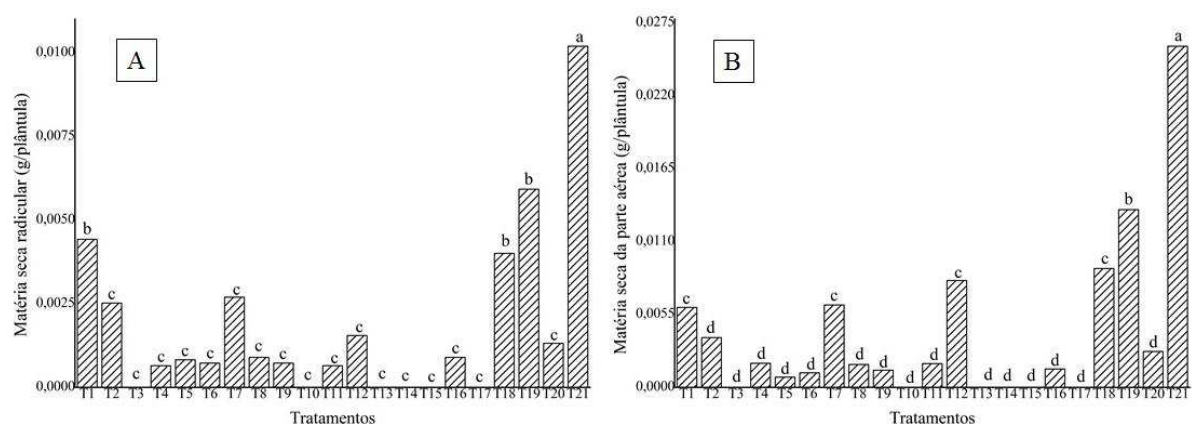 A
Matéria seca radicular (g/plântula)
0,0100
0,0075
0,0050
0,0025
0,0000
b c c c c c c c c c c c c c c c c b b c a
T1 T2 T3 T4 T5 T6 T7 T8 T9 T10 T11 T12 T13 T14 T15 T16 T17 T18 T19 T20 T21
Tratamentos
B
Matéria seca da parte aérea (g/plântula)
0,0275
0,0220
0,0165
0,0110
0,0055
0,0000
c d d d d d c d d d d c d d d d d c b d a
T1 T2 T3 T4 T5 T6 T7 T8 T9 T10 T11 T12 T13 T14 T15 T16 T17 T18 T19 T20 T21
Tratamentos